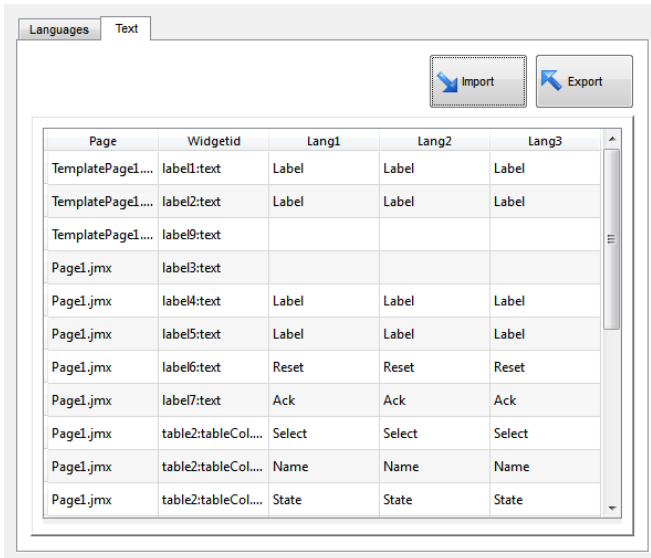 Languages Text
Import Export
Page Widgetid Lang1 Lang2 Lang3
TemplatePage1.... label1:text Label Label Label
TemplatePage1.... label2:text Label Label Label
TemplatePage1.... label9:text
Page1.jmx label3:text
Page1.jmx label4:text Label Label Label
Page1.jmx label5:text Label Label Label
Page1.jmx label6:text Reset Reset Reset
Page1.jmx label7:text Ack Ack Ack
Page1.jmx table2:tableCol.... Select Select Select
Page1.jmx table2:tableCol.... Name Name Name
Page1.jmx table2:tableCol.... State State State